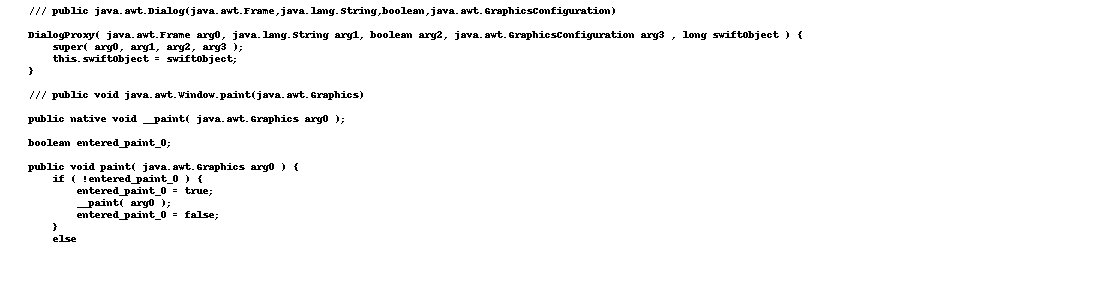 /// public java.awt.Dialog(java.awt.Frame,java.lang.String,boolean,java.awt.GraphicsConfiguration)
DialogProxy( java.awt.Frame arg0, java.lang.String arg1, boolean arg2, java.awt.GraphicsConfiguration arg3 , long swiftObject ) {
super( arg0, arg1, arg2, arg3 );
this.swiftObject = swiftObject;
}
/// public void java.awt.Window.paint(java.awt.Graphics)
public native void __paint( java.awt.Graphics arg0 );
boolean entered_paint_0;
public void paint( java.awt.Graphics arg0 ) {
if ( !entered_paint_0 ) {
entered_paint_0 = true;
__paint( arg0 );
entered_paint_0 = false;
}
else